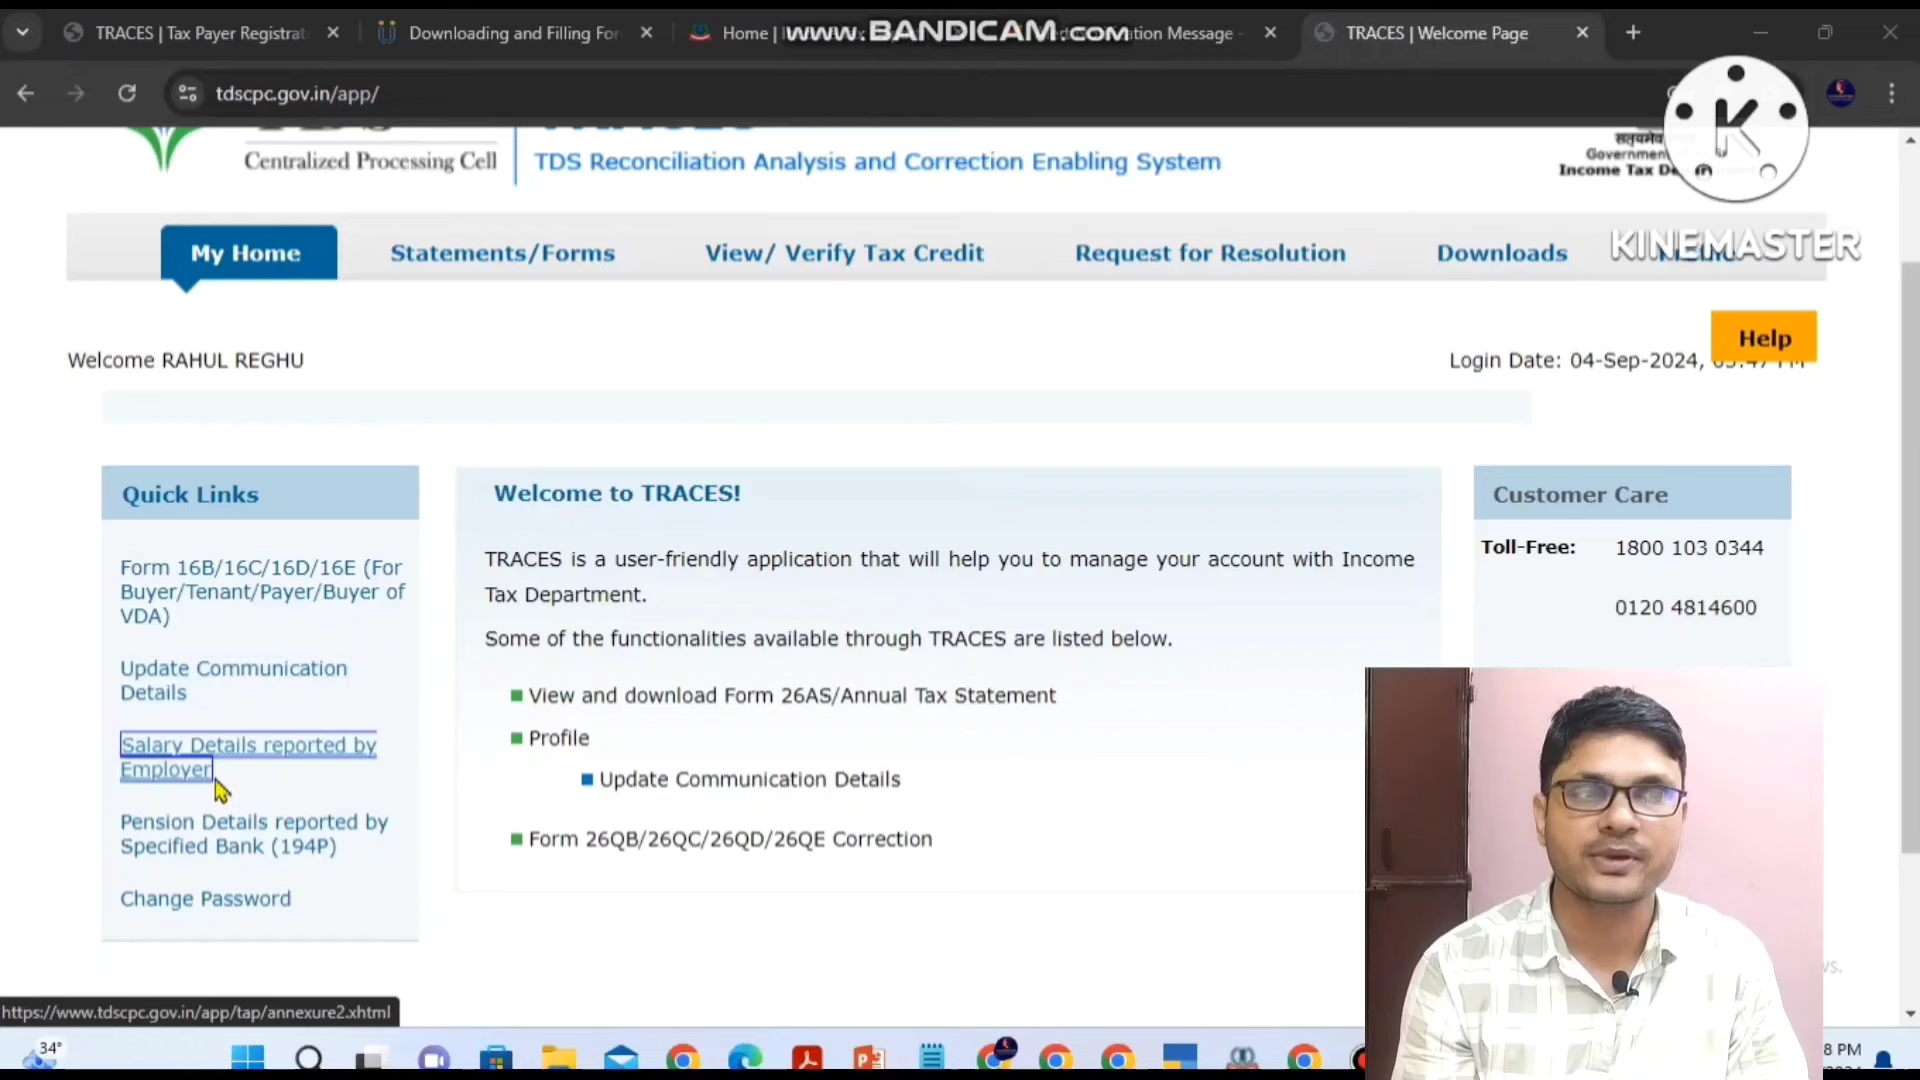 TRACES | Tax Payer Registrat
Downloading and Filling For
Home |
www.BANDICAM.com
ation Message -
TRACES | Welcome Page
tdscpc.gov.in/app/
Centralized Processing Cell
TDS Reconciliation Analysis and Correction Enabling System
सत्यमेव
Government
Income Tax De
K
KINEMASTER
My Home
Statements/Forms
View/ Verify Tax Credit
Request for Resolution
Downloads
Help
Welcome RAHUL REGHU
Login Date: 04-Sep-2024,
Quick Links
Form 16B/16C/16D/16E (For
Buyer/Tenant/Payer/Buyer of
VDA)
Update Communication
Details
Salary Details reported by
Employer
Pension Details reported by
Specified Bank (194P)
Change Password
Welcome to TRACES!
TRACES is a user-friendly application that will help you to manage your account with Income
Tax Department.
Some of the functionalities available through TRACES are listed below.
View and download Form 26AS/Annual Tax Statement
Profile
Update Communication Details
Form 26QB/26QC/26QD/26QE Correction
Customer Care
Toll-Free: 1800 103 0344
0120 4814600
vs.
https://www.tdscpc.gov.in/app/tap/annexure2.xhtml
34°
8 PM